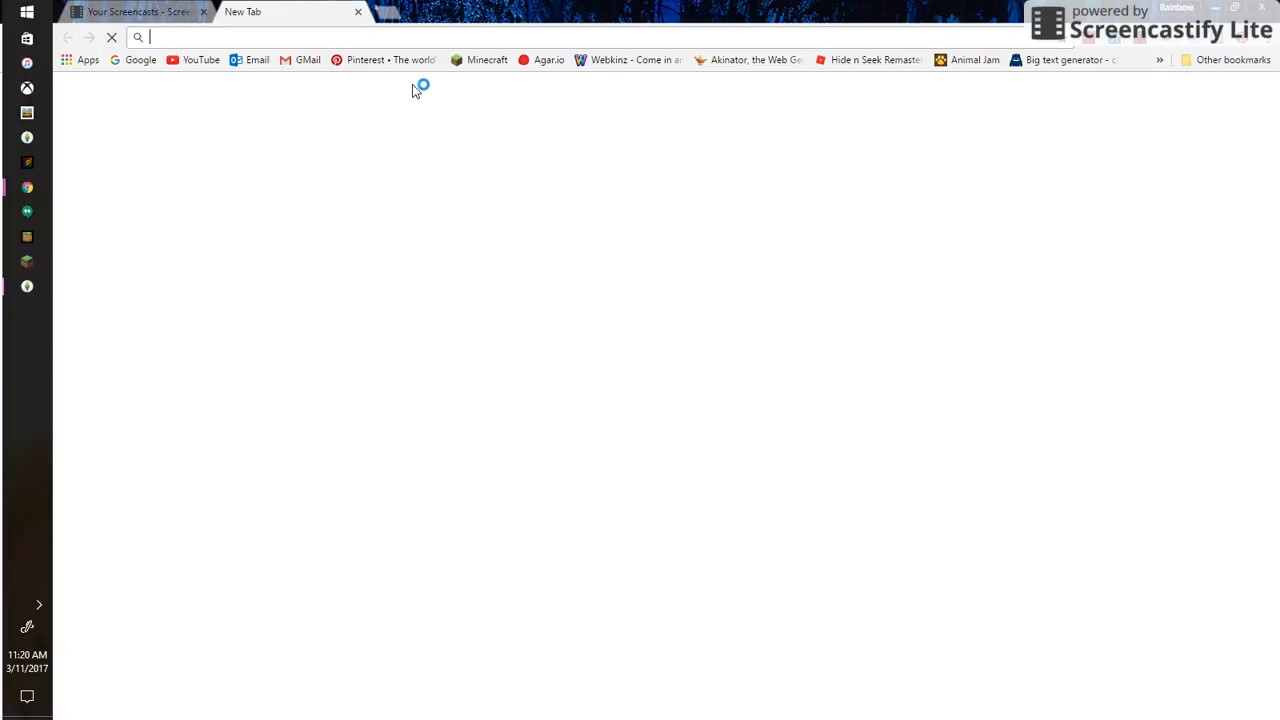 Your Screencasts - Scree
New Tab
Rainbow
powered by
Screencastify Lite
Apps
Google
YouTube
Email
GMail
Pinterest • The world'
Minecraft
Agar.io
Webkinz - Come in ar
Akinator, the Web Ge
Hide n Seek Remaste
Animal Jam
Big text generator - c
»
Other bookmarks
11:20 AM
3/11/2017